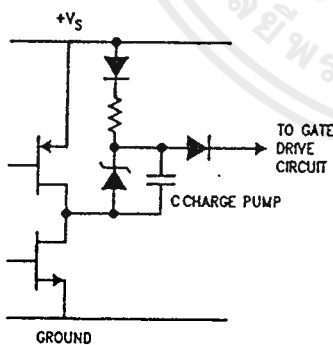 +VS
TO GATE
DRIVE
CIRCUIT
C CHARGE PUMP
GROUND